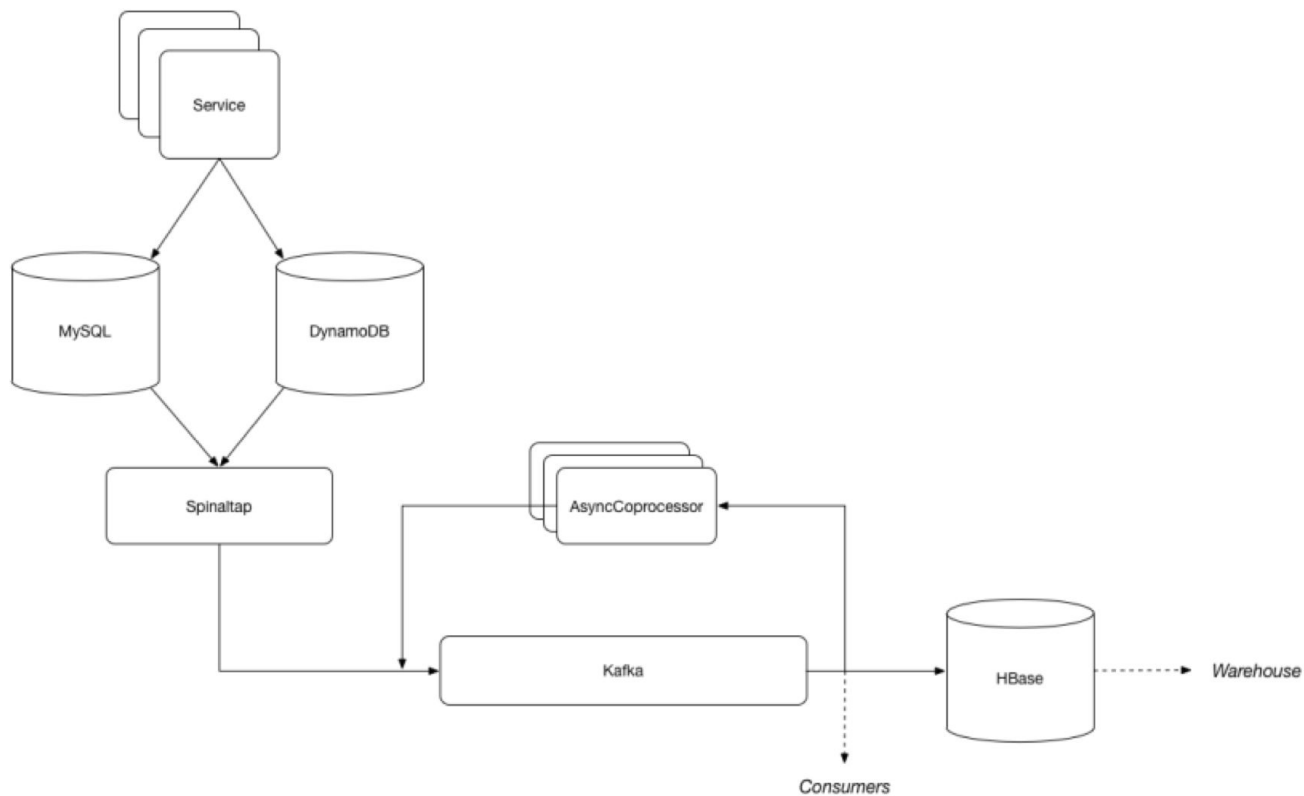 Service
MySQL
DynamoDB
Spinaltap
AsyncCoprocessor
Kafka
HBase
Warehouse
Consumers